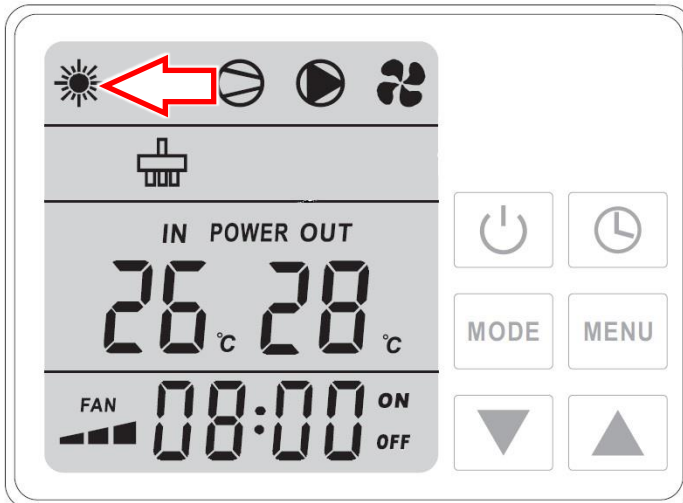 IN POWER OUT
26 °C 28 °C
FAN 08:00 ON
OFF
MODE MENU